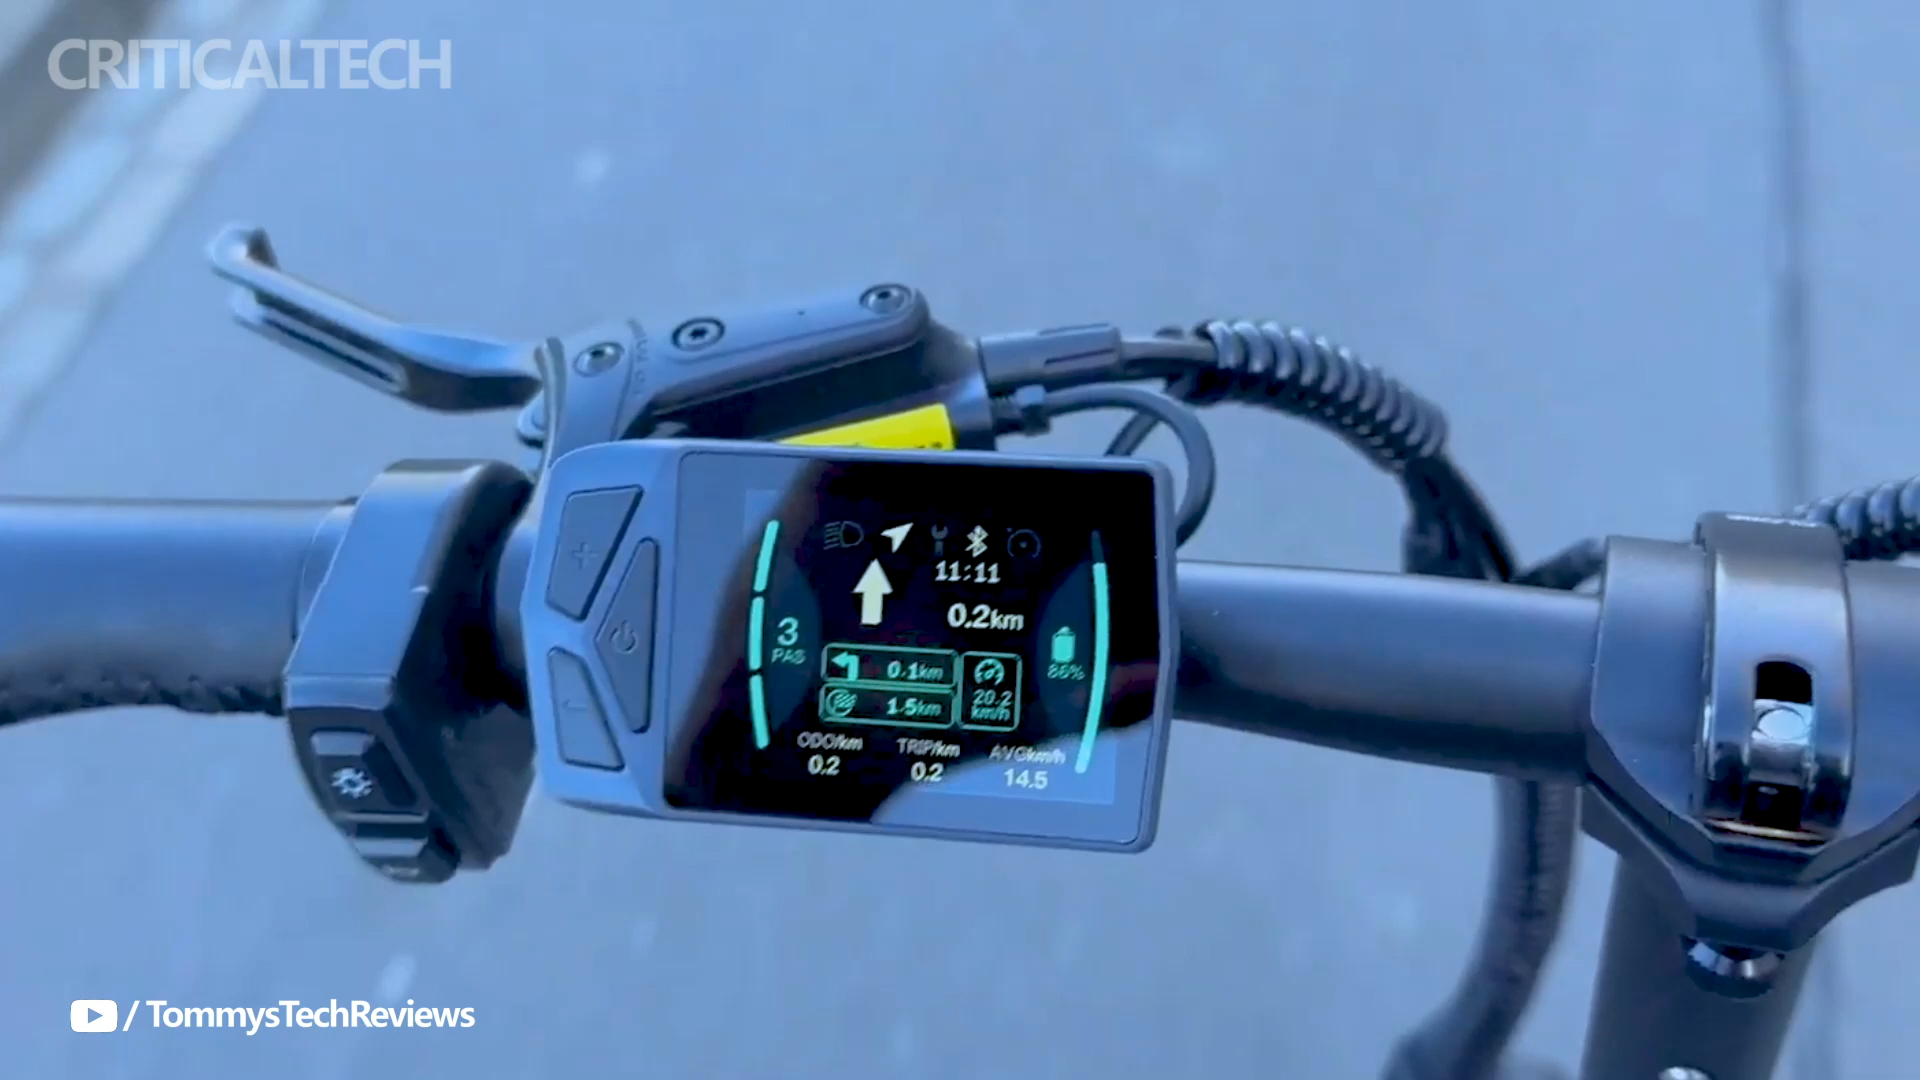 CRITICALTECH
11:11
0.2km
3
PAS
0.1km
86%
20.2
km/h
1.5km
ODO/km
TRIP/km
AVGkm/h
0.2
0.2
14.5
/ TommysTechReviews